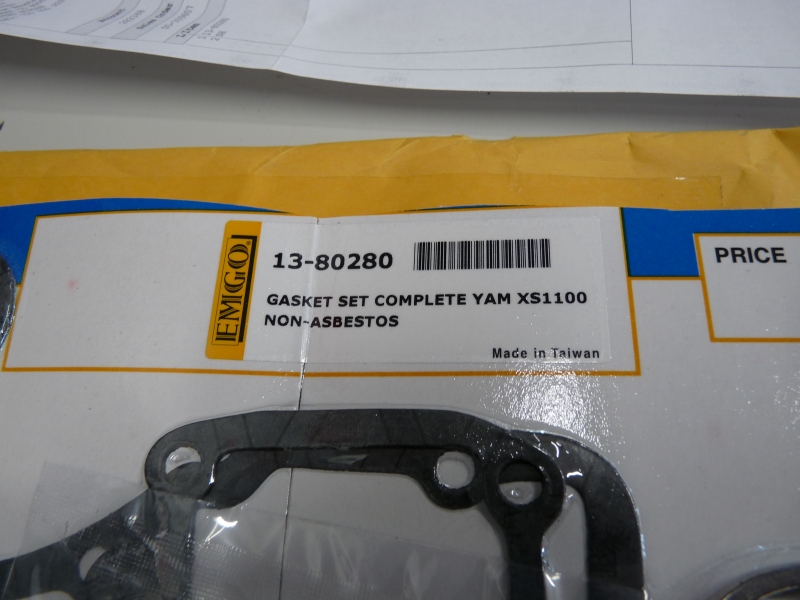 EMGO
13-80280
GASKET SET COMPLETE YAM XS1100
NON-ASBESTOS
Made in Taiwan
PRICE